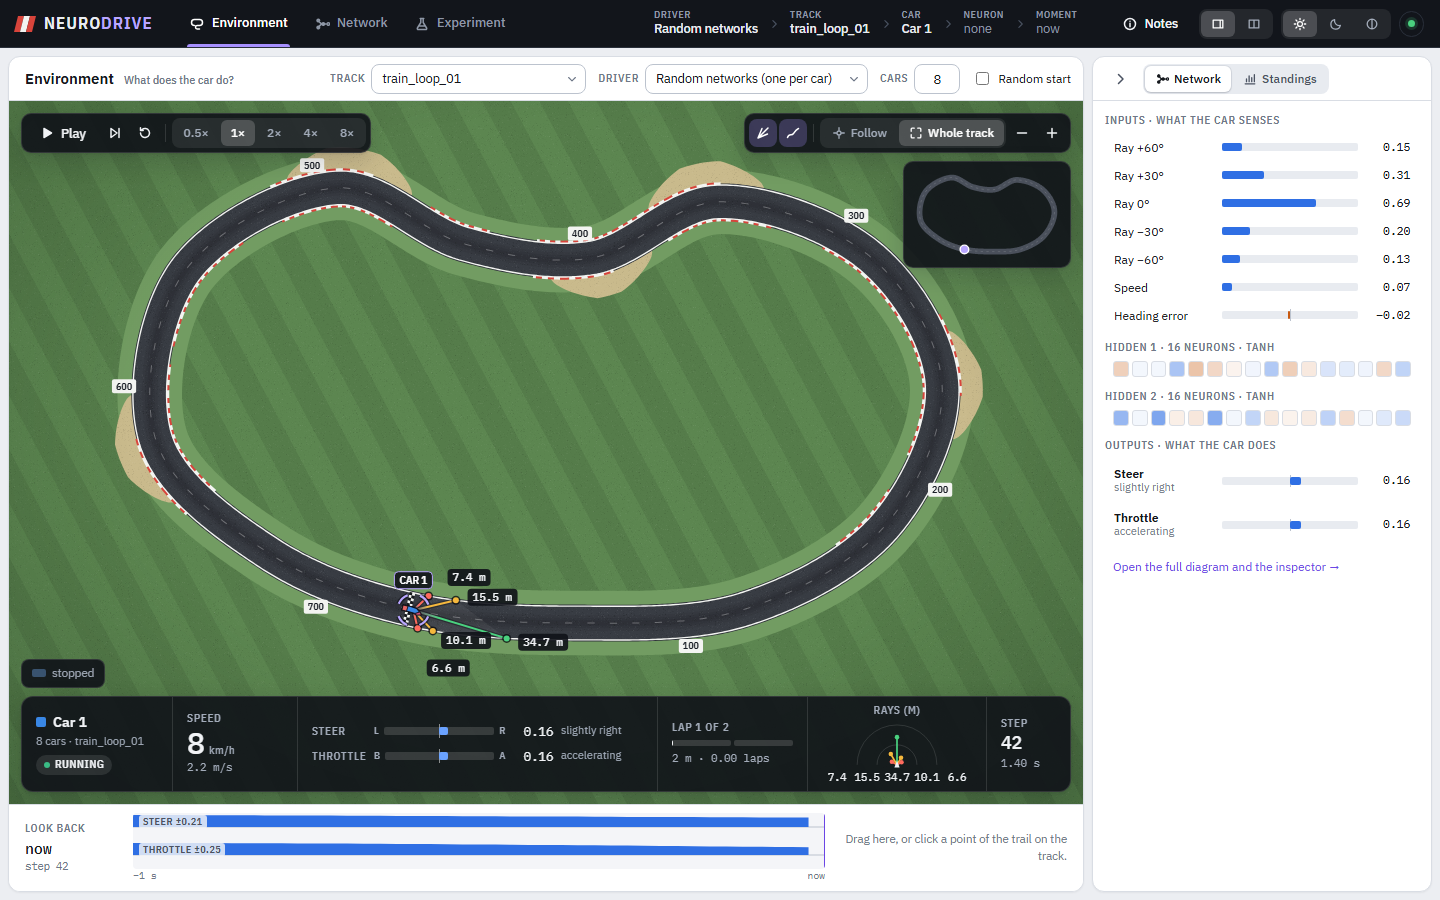 NEURODRIVE
Environment
Network
Experiment
DRIVER
Random networks
TRACK
train_loop_01
CAR
Car 1
NEURON
none
MOMENT
now
Notes
Environment
What does the car do?
TRACK
train_loop_01
DRIVER
Random networks (one per car)
CARS
8
Random start
Play
0.5×
1×
2×
4×
8×
Follow
Whole track
500
400
300
600
200
700
100
CAR 1
7.4 m
15.5 m
10.1 m
34.7 m
6.6 m
stopped
Car 1
8 cars · train_loop_01
RUNNING
SPEED
8 km/h
2.2 m/s
STEER L R 0.16 slightly right
THROTTLE B A 0.16 accelerating
LAP 1 OF 2
2 m · 0.00 laps
RAYS (M)
7.4 15.5 34.7 10.1 6.6
STEP
42
1.40 s
LOOK BACK
now
step 42
STEER ±0.21
THROTTLE ±0.25
−1 s
now
Drag here, or click a point of the trail on the
track.
Network
Standings
INPUTS · WHAT THE CAR SENSES
Ray +60° 0.15
Ray +30° 0.31
Ray 0° 0.69
Ray −30° 0.20
Ray −60° 0.13
Speed 0.07
Heading error −0.02
HIDDEN 1 · 16 NEURONS · TANH
HIDDEN 2 · 16 NEURONS · TANH
OUTPUTS · WHAT THE CAR DOES
Steer
slightly right
0.16
Throttle
accelerating
0.16
Open the full diagram and the inspector →